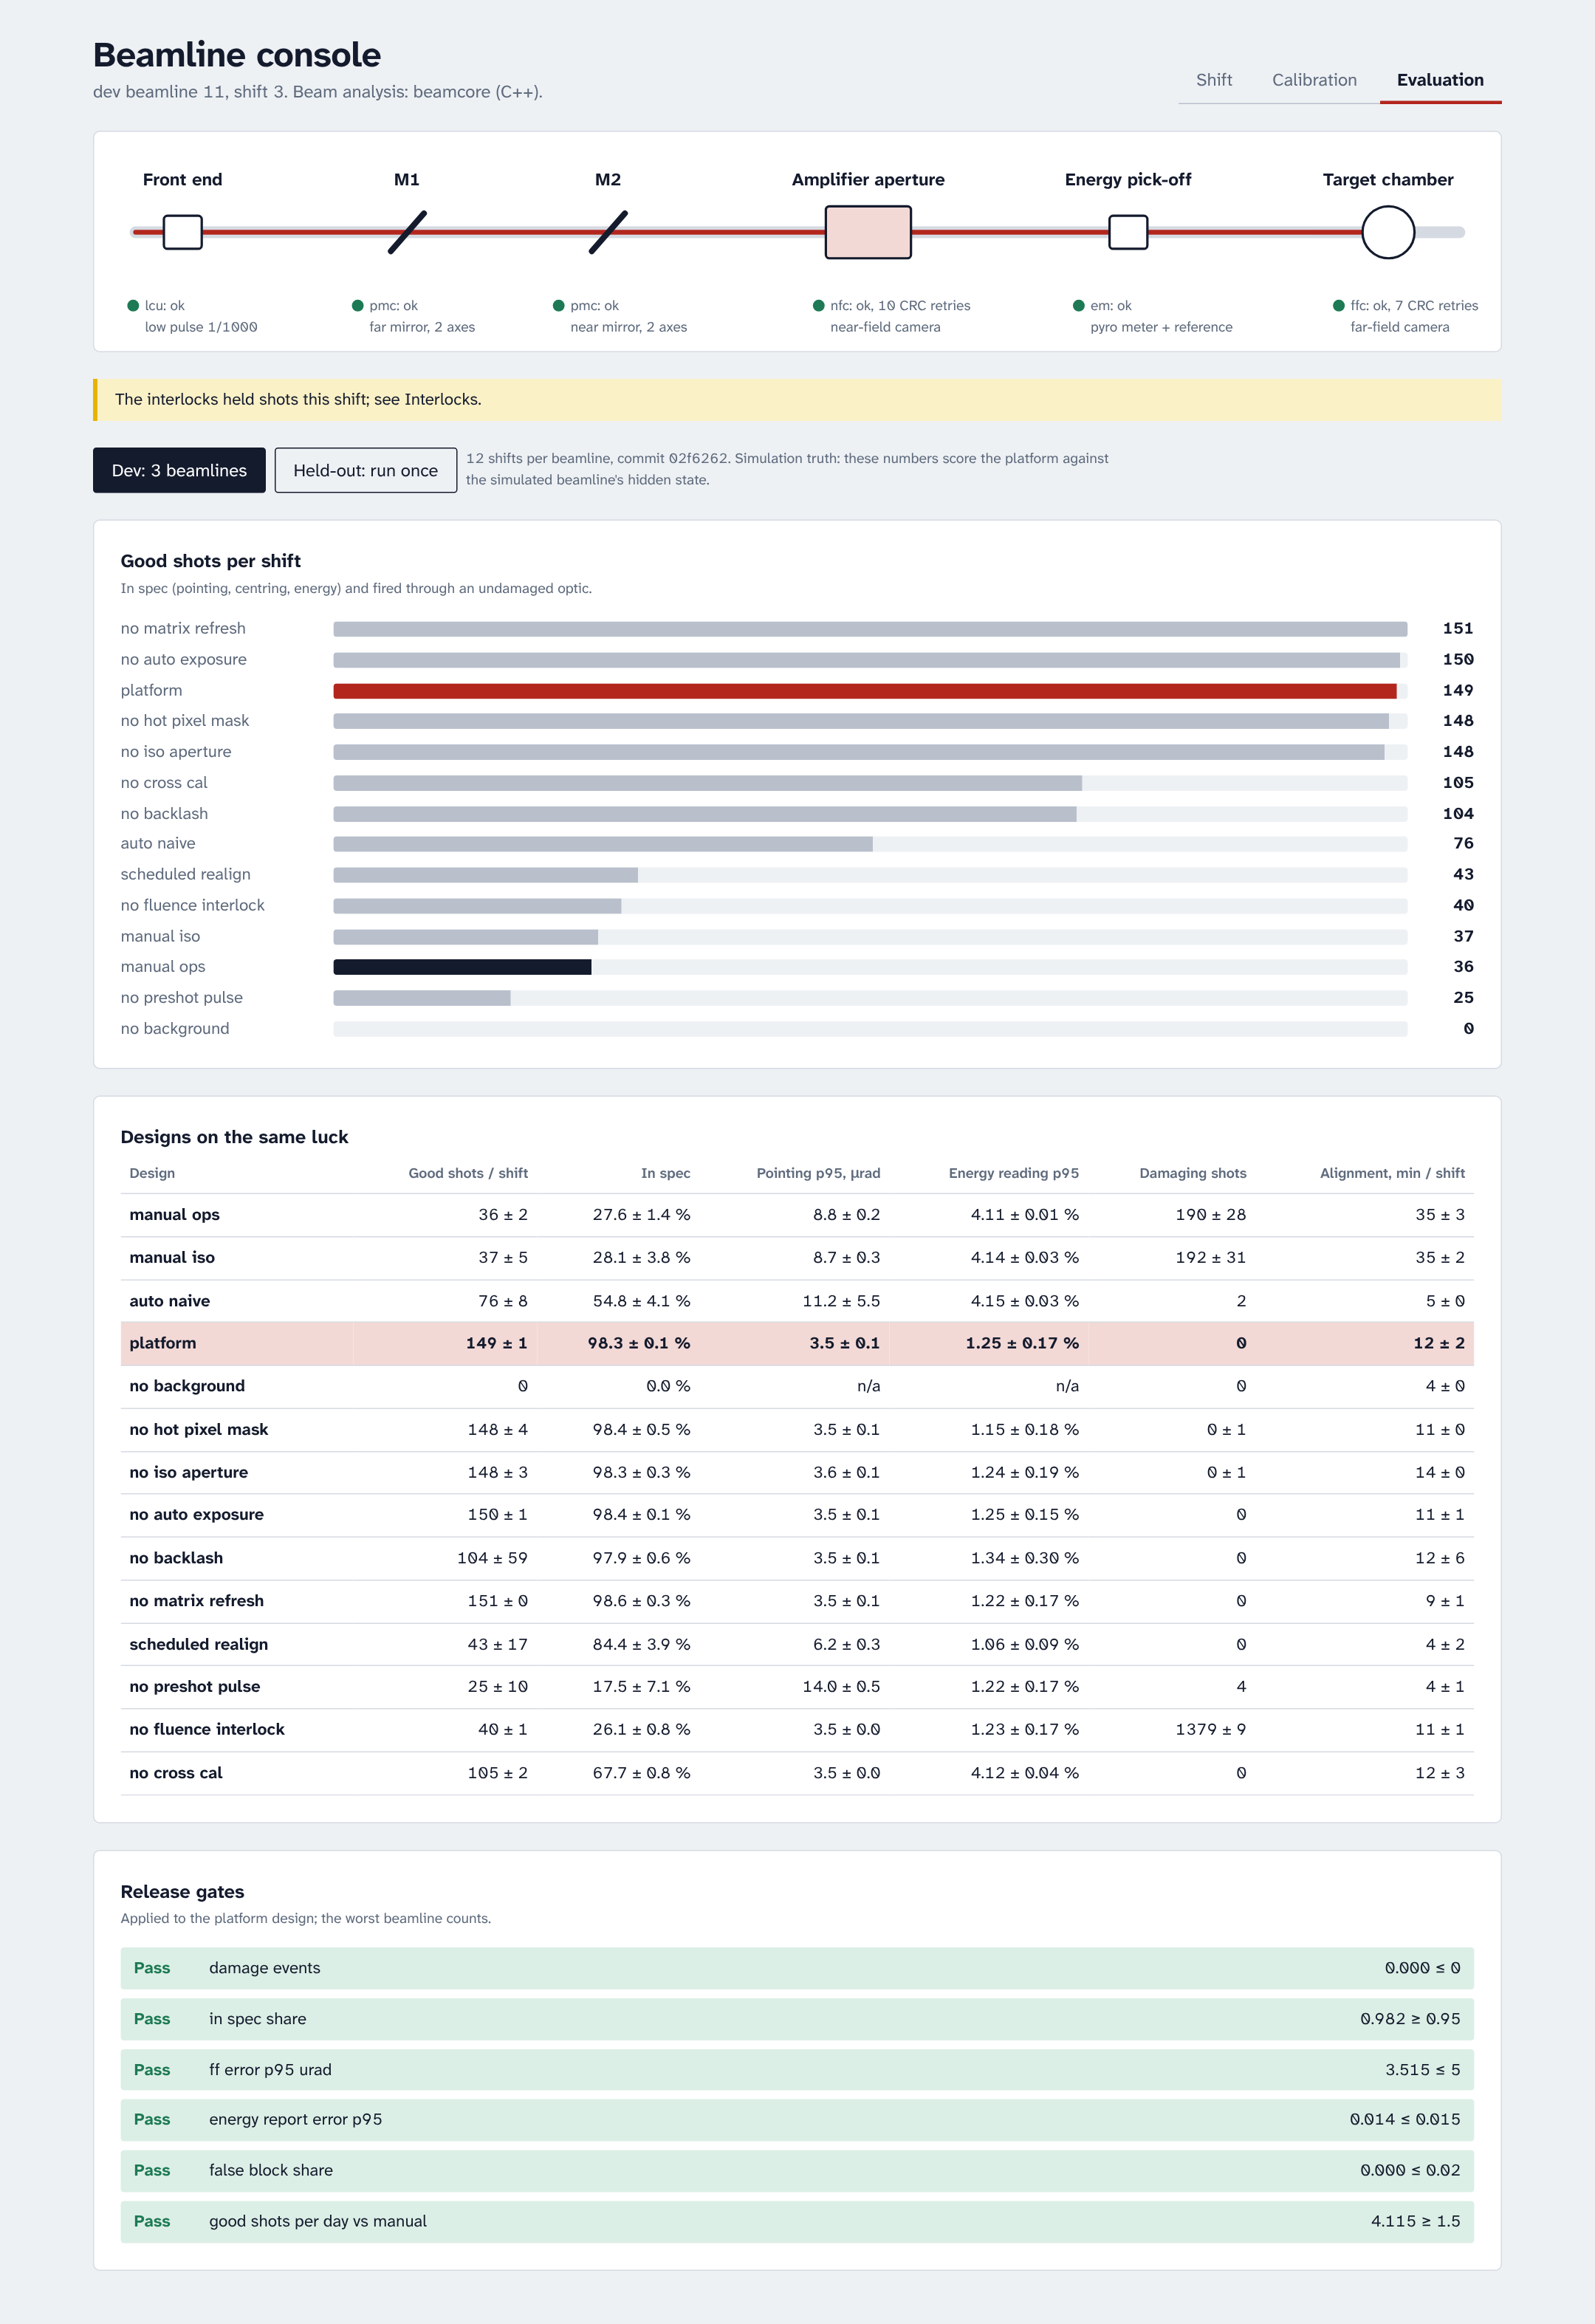 Beamline console
dev beamline 11, shift 3. Beam analysis: beamcore (C++).
Shift Calibration Evaluation
Front end M1 M2 Amplifier aperture Energy pick-off Target chamber
lcu: ok pmc: ok pmc: ok nfc: ok, 10 CRC retries em: ok ffc: ok, 7 CRC retries
low pulse 1/1000 far mirror, 2 axes near mirror, 2 axes near-field camera pyro meter + reference far-field camera
The interlocks held shots this shift; see Interlocks.
Dev: 3 beamlines Held-out: run once
12 shifts per beamline, commit 02f6262. Simulation truth: these numbers score the platform against
the simulated beamline's hidden state.
Good shots per shift
In spec (pointing, centring, energy) and fired through an undamaged optic.
no matrix refresh 151
no auto exposure 150
platform 149
no hot pixel mask 148
no iso aperture 148
no cross cal 105
no backlash 104
auto naive 76
scheduled realign 43
no fluence interlock 40
manual iso 37
manual ops 36
no preshot pulse 25
no background 0
Designs on the same luck
Design Good shots / shift In spec Pointing p95, µrad Energy reading p95 Damaging shots Alignment, min / shift
manual ops 36 ± 2 27.6 ± 1.4 % 8.8 ± 0.2 4.11 ± 0.01 % 190 ± 28 35 ± 3
manual iso 37 ± 5 28.1 ± 3.8 % 8.7 ± 0.3 4.14 ± 0.03 % 192 ± 31 35 ± 2
auto naive 76 ± 8 54.8 ± 4.1 % 11.2 ± 5.5 4.15 ± 0.03 % 2 5 ± 0
platform 149 ± 1 98.3 ± 0.1 % 3.5 ± 0.1 1.25 ± 0.17 % 0 12 ± 2
no background 0 0.0 % n/a n/a 0 4 ± 0
no hot pixel mask 148 ± 4 98.4 ± 0.5 % 3.5 ± 0.1 1.15 ± 0.18 % 0 ± 1 11 ± 0
no iso aperture 148 ± 3 98.3 ± 0.3 % 3.6 ± 0.1 1.24 ± 0.19 % 0 ± 1 14 ± 0
no auto exposure 150 ± 1 98.4 ± 0.1 % 3.5 ± 0.1 1.25 ± 0.15 % 0 11 ± 1
no backlash 104 ± 59 97.9 ± 0.6 % 3.5 ± 0.1 1.34 ± 0.30 % 0 12 ± 6
no matrix refresh 151 ± 0 98.6 ± 0.3 % 3.5 ± 0.1 1.22 ± 0.17 % 0 9 ± 1
scheduled realign 43 ± 17 84.4 ± 3.9 % 6.2 ± 0.3 1.06 ± 0.09 % 0 4 ± 2
no preshot pulse 25 ± 10 17.5 ± 7.1 % 14.0 ± 0.5 1.22 ± 0.17 % 4 4 ± 1
no fluence interlock 40 ± 1 26.1 ± 0.8 % 3.5 ± 0.0 1.23 ± 0.17 % 1379 ± 9 11 ± 1
no cross cal 105 ± 2 67.7 ± 0.8 % 3.5 ± 0.0 4.12 ± 0.04 % 0 12 ± 3
Release gates
Applied to the platform design; the worst beamline counts.
Pass damage events 0.000 ≤ 0
Pass in spec share 0.982 ≥ 0.95
Pass ff error p95 urad 3.515 ≤ 5
Pass energy report error p95 0.014 ≤ 0.015
Pass false block share 0.000 ≤ 0.02
Pass good shots per day vs manual 4.115 ≥ 1.5